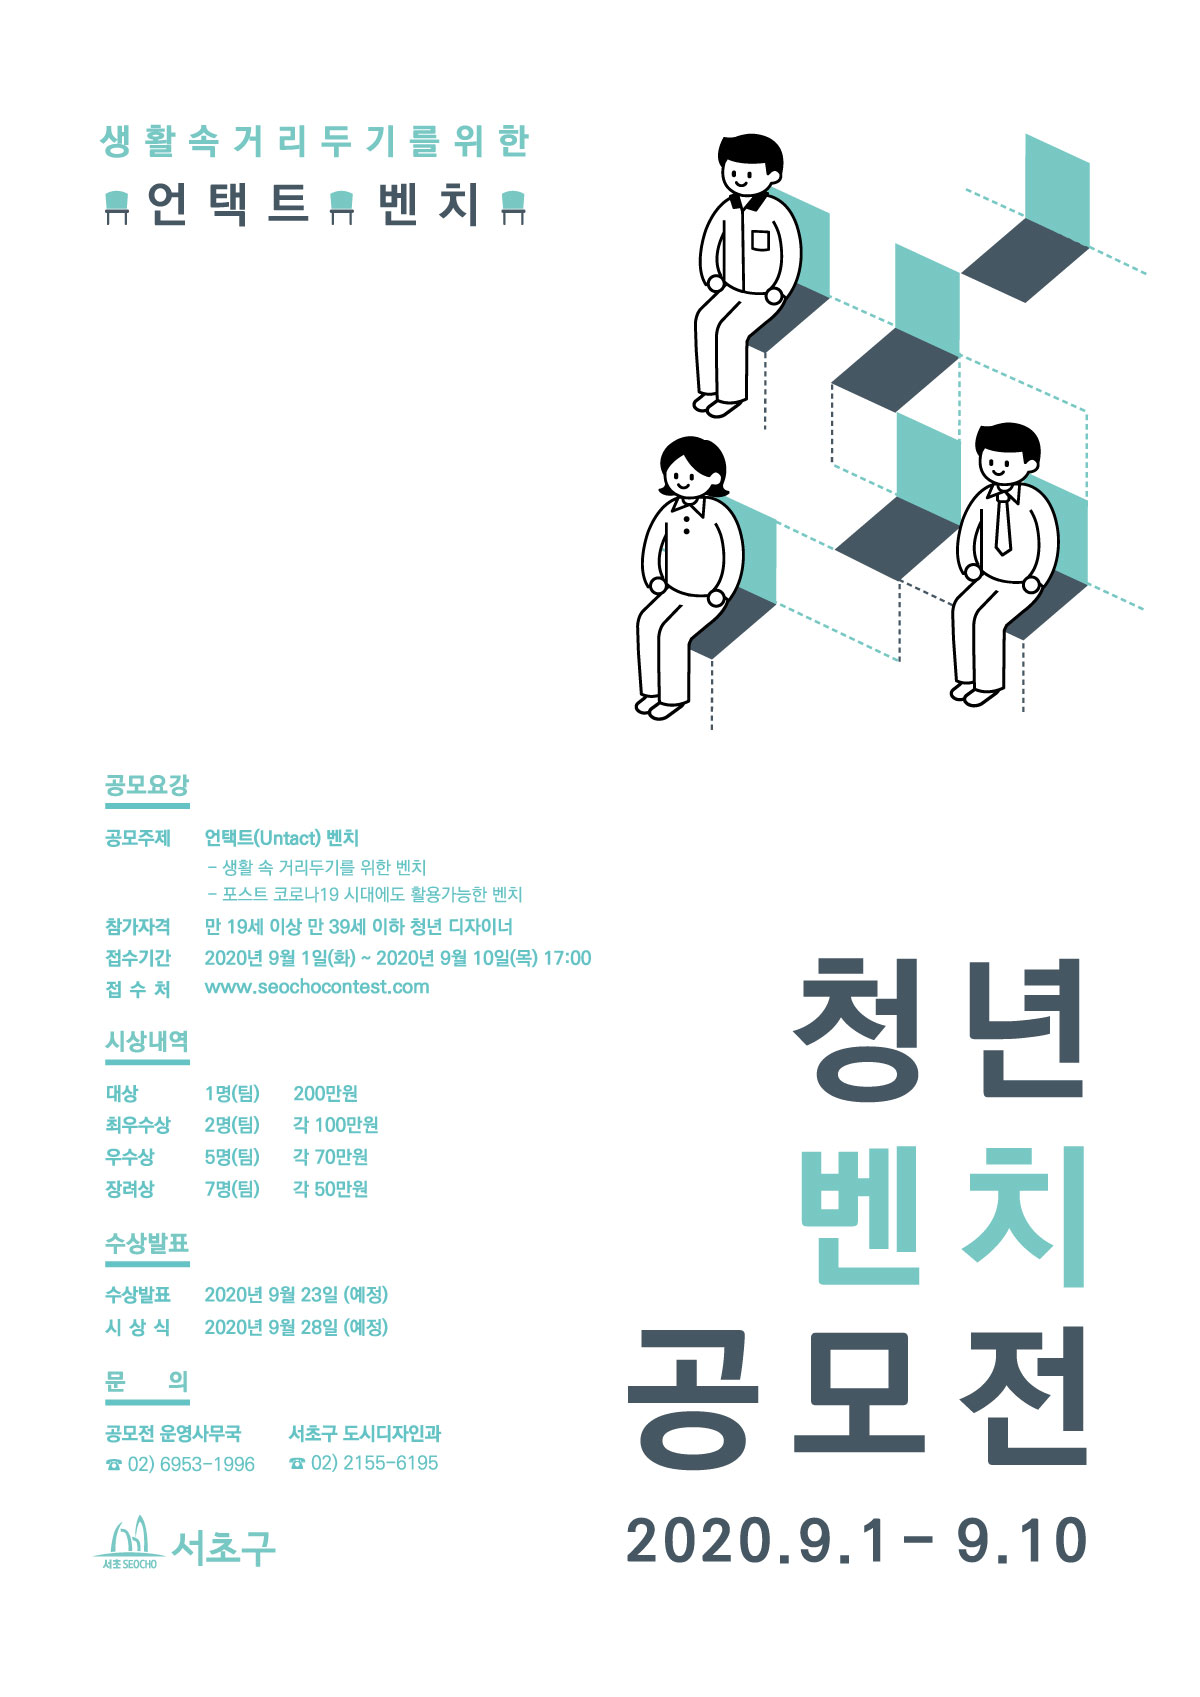 생활속거리두기를위한
언택트 벤치
공모요강
공모주제 언택트(Untact) 벤치
- 생활 속 거리두기를 위한 벤치
- 포스트 코로나19 시대에도 활용가능한 벤치
참가자격 만 19세 이상 만 39세 이하 청년 디자이너
접수기간 2020년 9월 1일(화) ~ 2020년 9월 10일(목) 17:00
접 수 처 www.seochocontest.com
시상내역
대상 1명(팀) 200만원
최우수상 2명(팀) 각 100만원
우수상 5명(팀) 각 70만원
장려상 7명(팀) 각 50만원
수상발표
수상발표 2020년 9월 23일 (예정)
시 상 식 2020년 9월 28일 (예정)
문 의
공모전 운영사무국 서초구 도시디자인과
☎ 02) 6953-1996 ☎ 02) 2155-6195
서초 SEOCHO 서초구
청년
벤치
공모전
2020.9.1 - 9.10